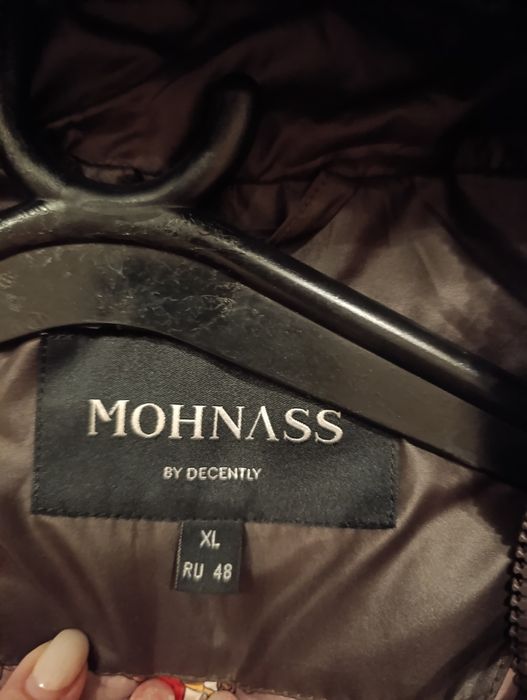 MOHNΛSS
BY DECENTLY
XL
RU 48